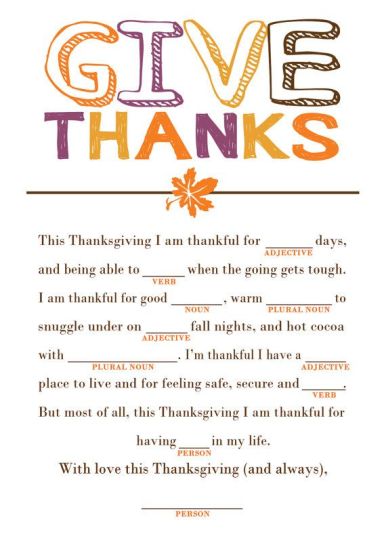 GIVE
THANKS
This Thanksgiving I am thankful for ______ days,
ADJECTIVE
and being able to ______ when the going gets tough.
VERB
I am thankful for good _______, warm _________ to
NOUN PLURAL NOUN
snuggle under on ______ fall nights, and hot cocoa
ADJECTIVE
with _______________. I'm thankful I have a ______
PLURAL NOUN ADJECTIVE
place to live and for feeling safe, secure and ______.
VERB
But most of all, this Thanksgiving I am thankful for
having ____ in my life.
PERSON
With love this Thanksgiving (and always),
______________
PERSON